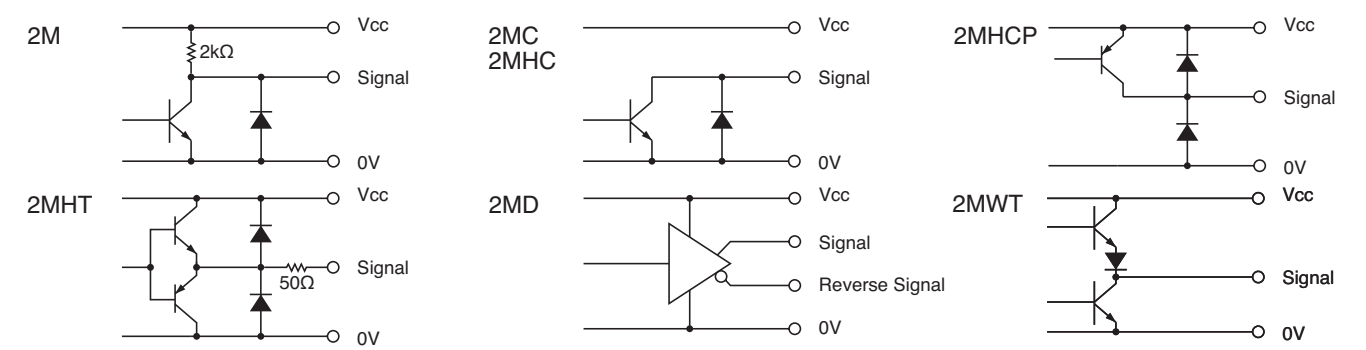 2M
Vcc
2kΩ
Signal
0V
2MC
2MHC
Vcc
Signal
0V
2MHCP
Vcc
Signal
0V
2MHT
Vcc
Signal
50Ω
0V
2MD
Vcc
Signal
Reverse Signal
0V
2MWT
Vcc
Signal
0V